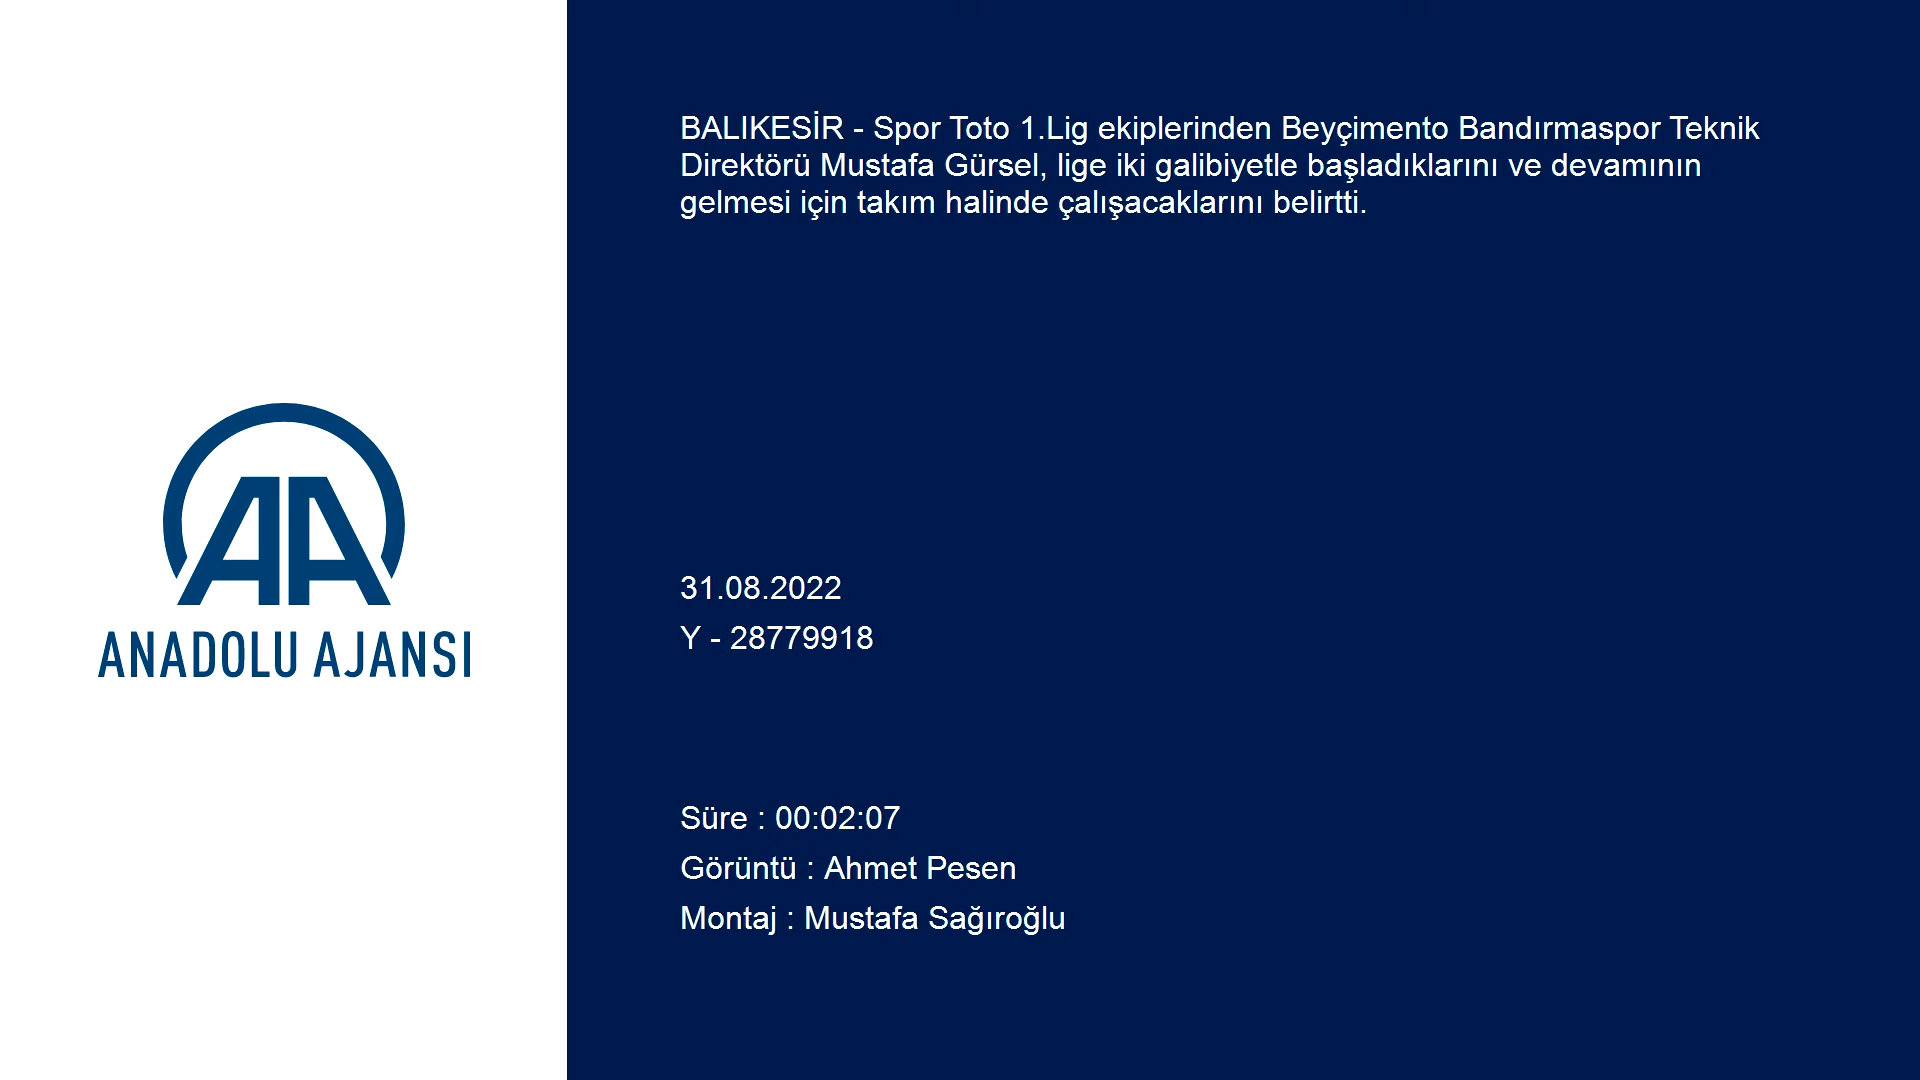 BALIKESİR - Spor Toto 1.Lig ekiplerinden Beyçimento Bandırmaspor Teknik
Direktörü Mustafa Gürsel, lige iki galibiyetle başladıklarını ve devamının
gelmesi için takım halinde çalışacaklarını belirtti.
AA
ANADOLU AJANSI
31.08.2022
Y - 28779918
Süre : 00:02:07
Görüntü : Ahmet Pesen
Montaj : Mustafa Sağıroğlu